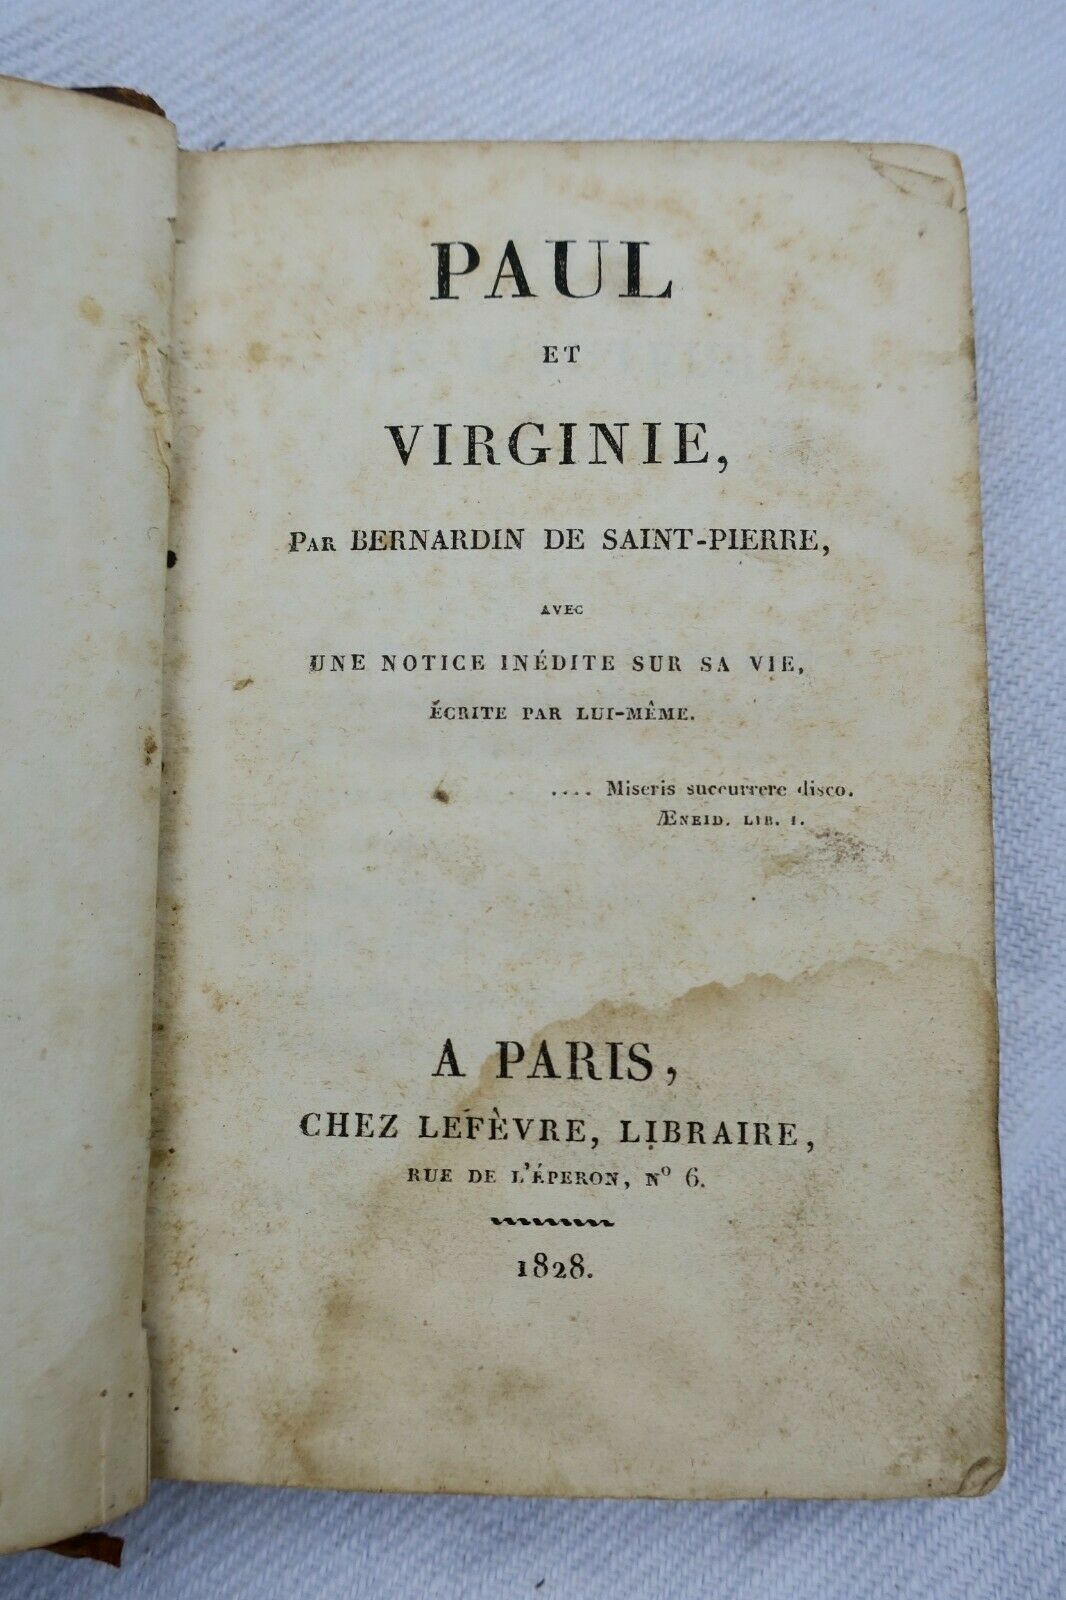 PAUL
ET
VIRGINIE,
PAR BERNARDIN DE SAINT-PIERRE,
AVEC
UNE NOTICE INÉDITE SUR SA VIE,
ÉCRITE PAR LUI-MÊME.
.... Miseris succurrere disco.
ÆNEID. LIB. I.
A PARIS,
CHEZ LEFÈVRE, LIBRAIRE,
RUE DE L'ÉPERON, Nº 6.
1828.